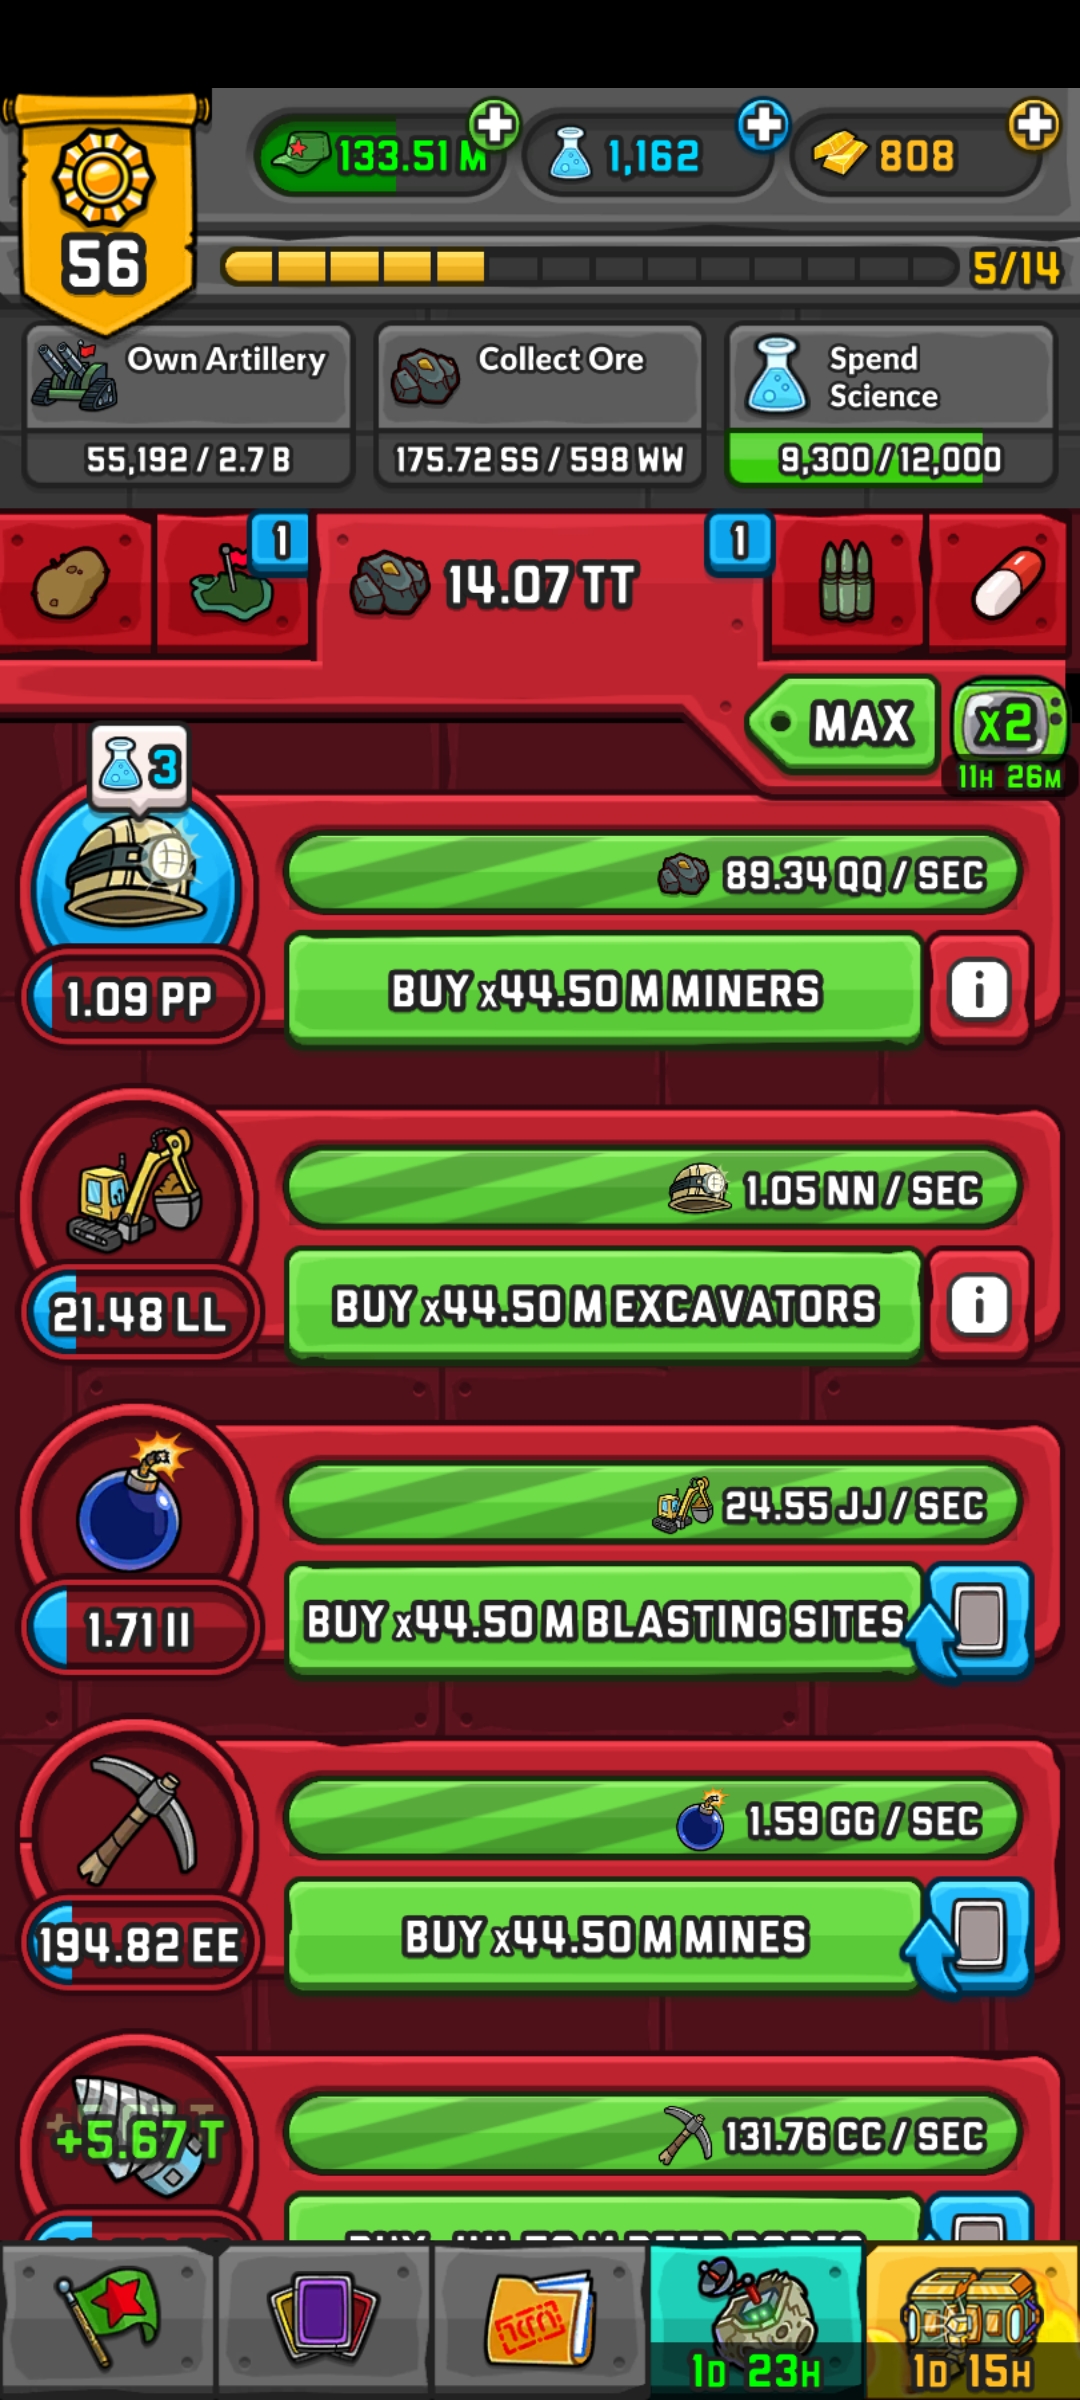 133.51 M
1,162
808
56
5/14
Own Artillery
Collect Ore
Spend
Science
55,192 / 2.7 B
175.72 SS / 598 WW
9,300 / 12,000
1
14.07 TT
1
MAX
x2
11H 26M
3
89.34 QQ / SEC
1.09 PP
BUY x44.50 M MINERS
i
1.05 NN / SEC
21.48 LL
BUY x44.50 M EXCAVATORS
i
24.55 JJ / SEC
1.71 II
BUY x44.50 M BLASTING SITES
1.59 GG / SEC
194.82 EE
BUY x44.50 M MINES
+5.67 T
131.76 CC / SEC
1D 23H
1D 15H